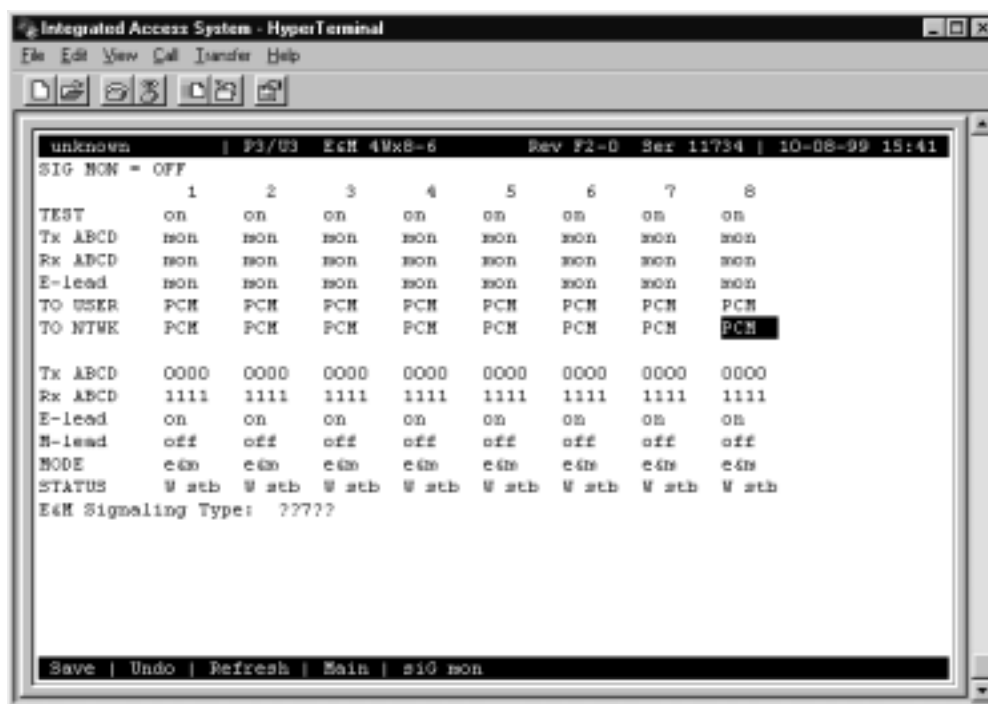 Integrated Access System - HyperTerminal
File Edit View Call Transfer Help
unknown | P3/U3 E&M 4Wx8-6 Rev F2-0 Ser 11734 | 10-08-99 15:41
SIG MON = OFF
1 2 3 4 5 6 7 8
TEST on on on on on on on on
Tx ABCD mon mon mon mon mon mon mon mon
Rx ABCD mon mon mon mon mon mon mon mon
E-lead mon mon mon mon mon mon mon mon
TO USER PCM PCM PCM PCM PCM PCM PCM PCM
TO NTWK PCM PCM PCM PCM PCM PCM PCM PCM
Tx ABCD 0000 0000 0000 0000 0000 0000 0000 0000
Rx ABCD 1111 1111 1111 1111 1111 1111 1111 1111
E-lead on on on on on on on on
M-lead off off off off off off off off
MODE e&m e&m e&m e&m e&m e&m e&m e&m
STATUS W stb W stb W stb W stb W stb W stb W stb W stb
E&M Signaling Type: ?????
Save | Undo | Refresh | Main | siG mon